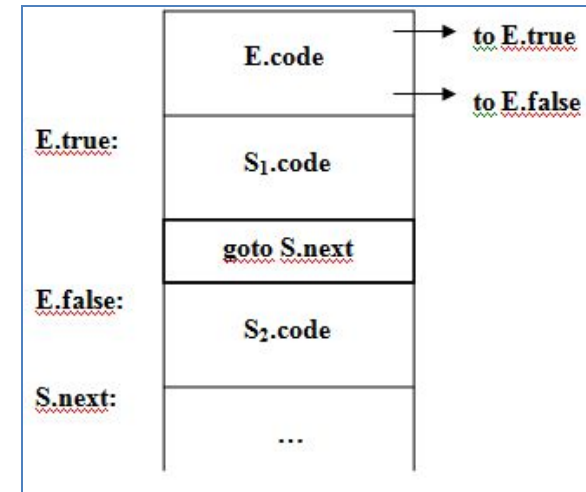 to E.true
E.code
to E.false
E.true:
S₁.code
goto S.next
E.false:
S₂.code
S.next:
...